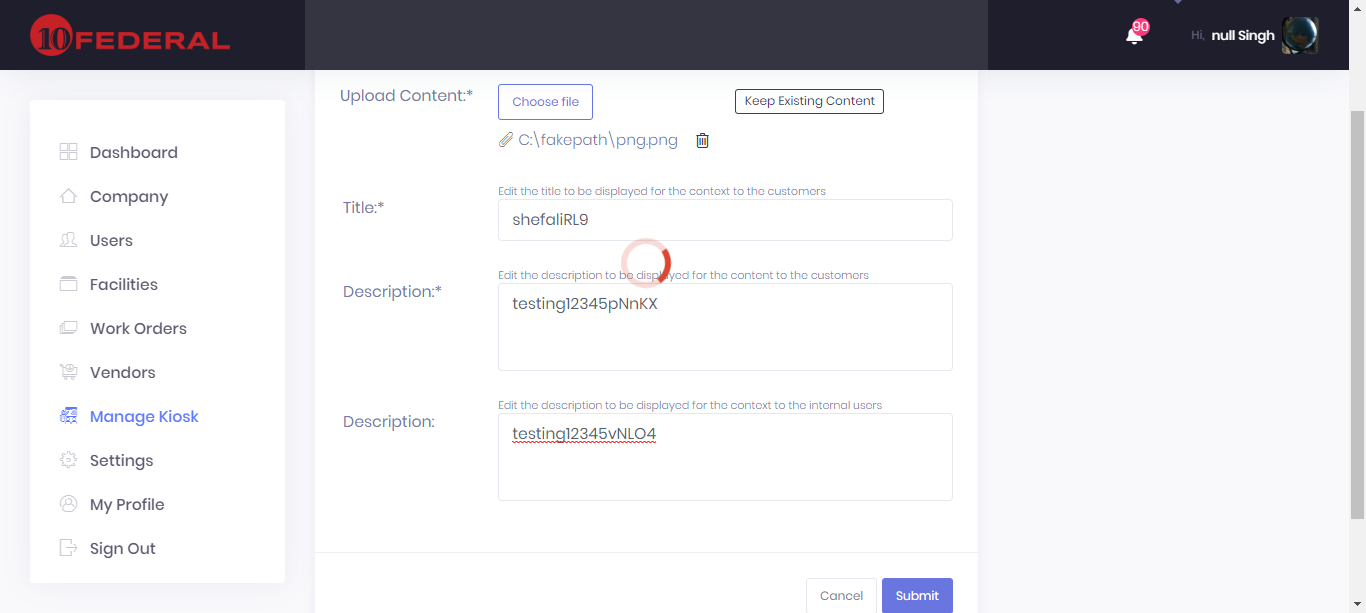 10 FEDERAL
90
Hi, null Singh
Dashboard
Company
Users
Facilities
Work Orders
Vendors
Manage Kiosk
Settings
My Profile
Sign Out
Upload Content:*
Choose file
Keep Existing Content
C:\fakepath\png.png
Edit the title to be displayed for the context to the customers
Title:*
shefaliRL9
Edit the description to be displayed for the content to the customers
Description:*
testing12345pNnKX
Edit the description to be displayed for the context to the internal users
Description:
testing12345vNLO4
Cancel
Submit